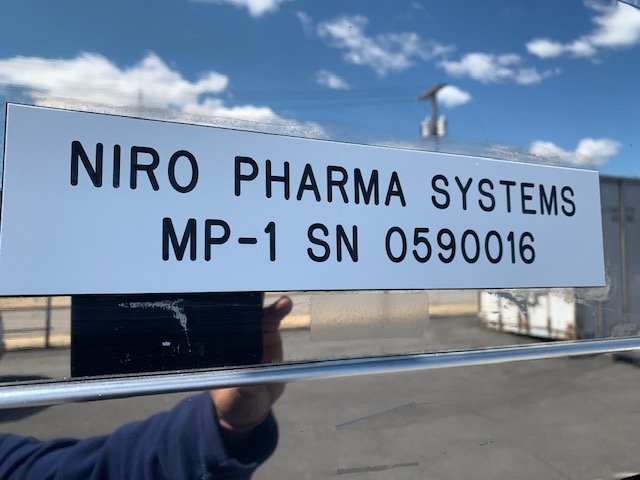 NIRO PHARMA SYSTEMS
MP-1 SN 0590016